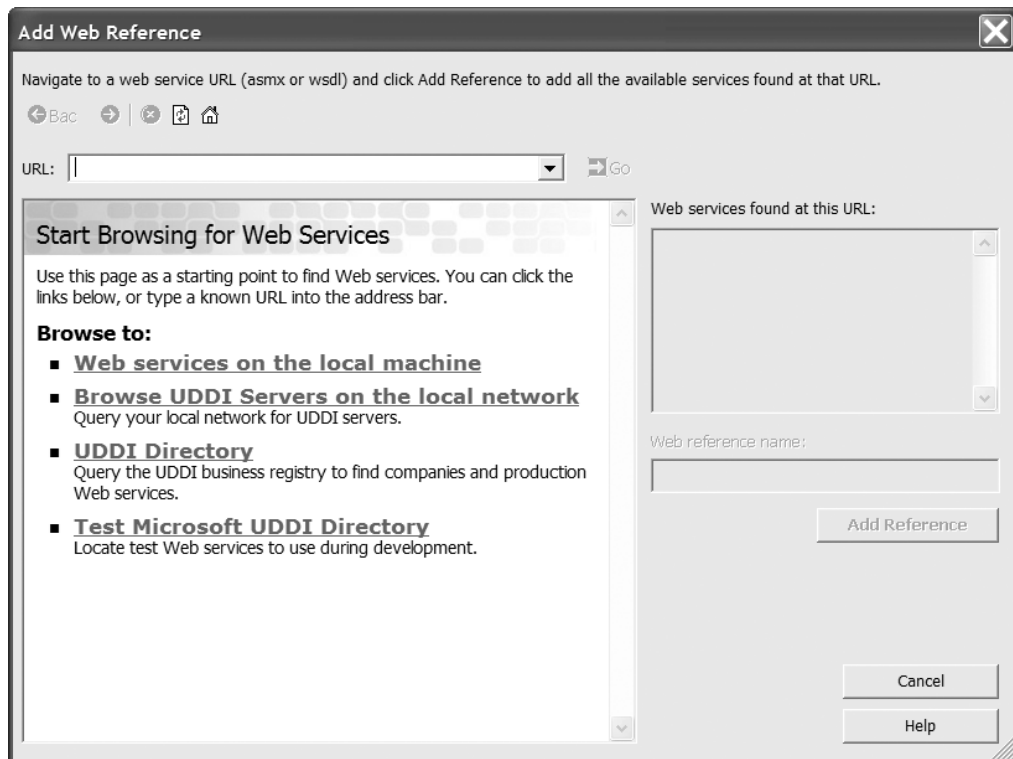 Add Web Reference
Navigate to a web service URL (asmx or wsdl) and click Add Reference to add all the available services found at that URL.
Bac
URL:
Go
Start Browsing for Web Services
Use this page as a starting point to find Web services. You can click the
links below, or type a known URL into the address bar.
Browse to:
Web services on the local machine
Browse UDDI Servers on the local network
Query your local network for UDDI servers.
UDDI Directory
Query the UDDI business registry to find companies and production
Web services.
Test Microsoft UDDI Directory
Locate test Web services to use during development.
Web services found at this URL:
Web reference name:
Add Reference
Cancel
Help